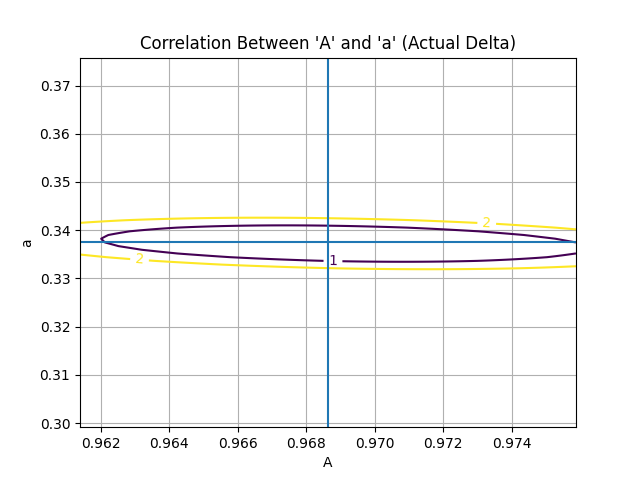 Correlation Between 'A' and 'a' (Actual Delta)
0.37
0.36
0.35
0.34
0.33
0.32
0.31
0.30
a
2
2
1
0.962 0.964 0.966 0.968 0.970 0.972 0.974
A